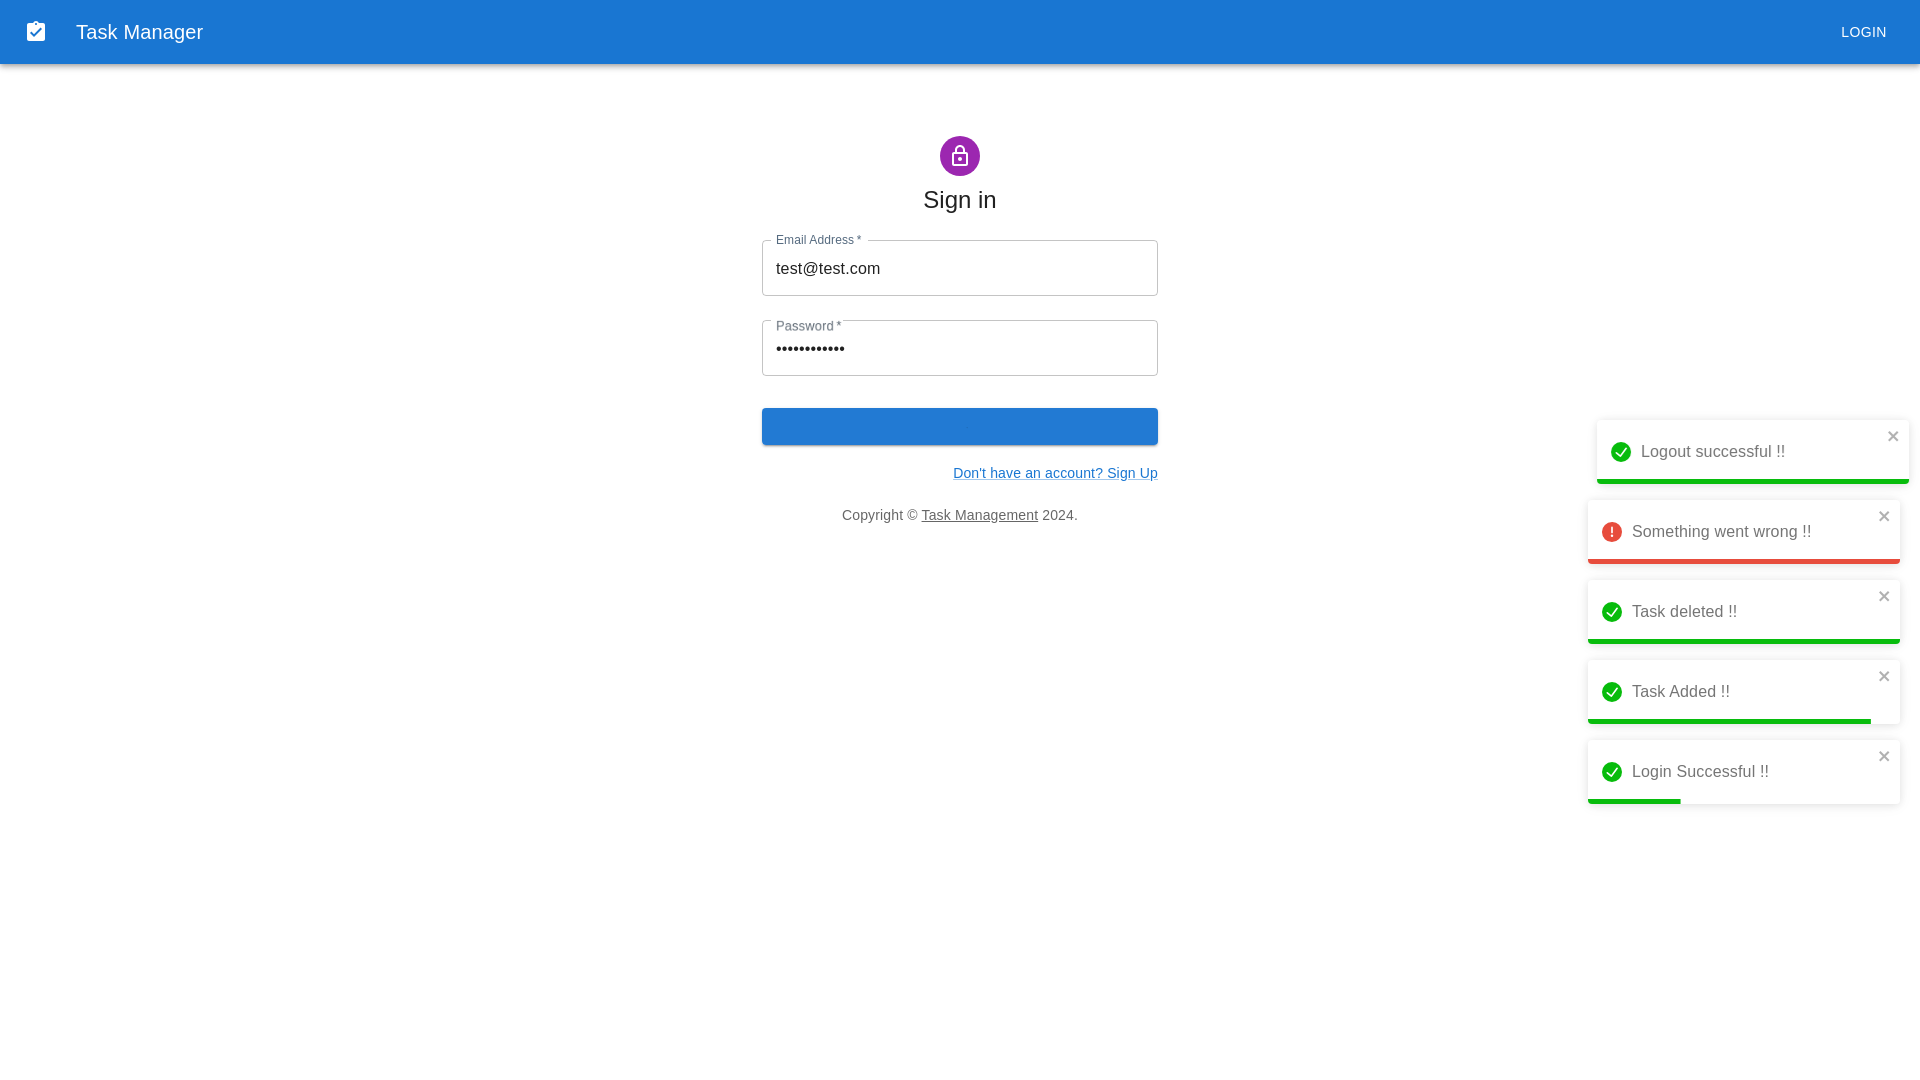 Task Manager
LOGIN
Sign in
Email Address *
test@test.com
Password *
••••••••••••
Don't have an account? Sign Up
Copyright © Task Management 2024.
Logout successful !!
Something went wrong !!
Task deleted !!
Task Added !!
Login Successful !!